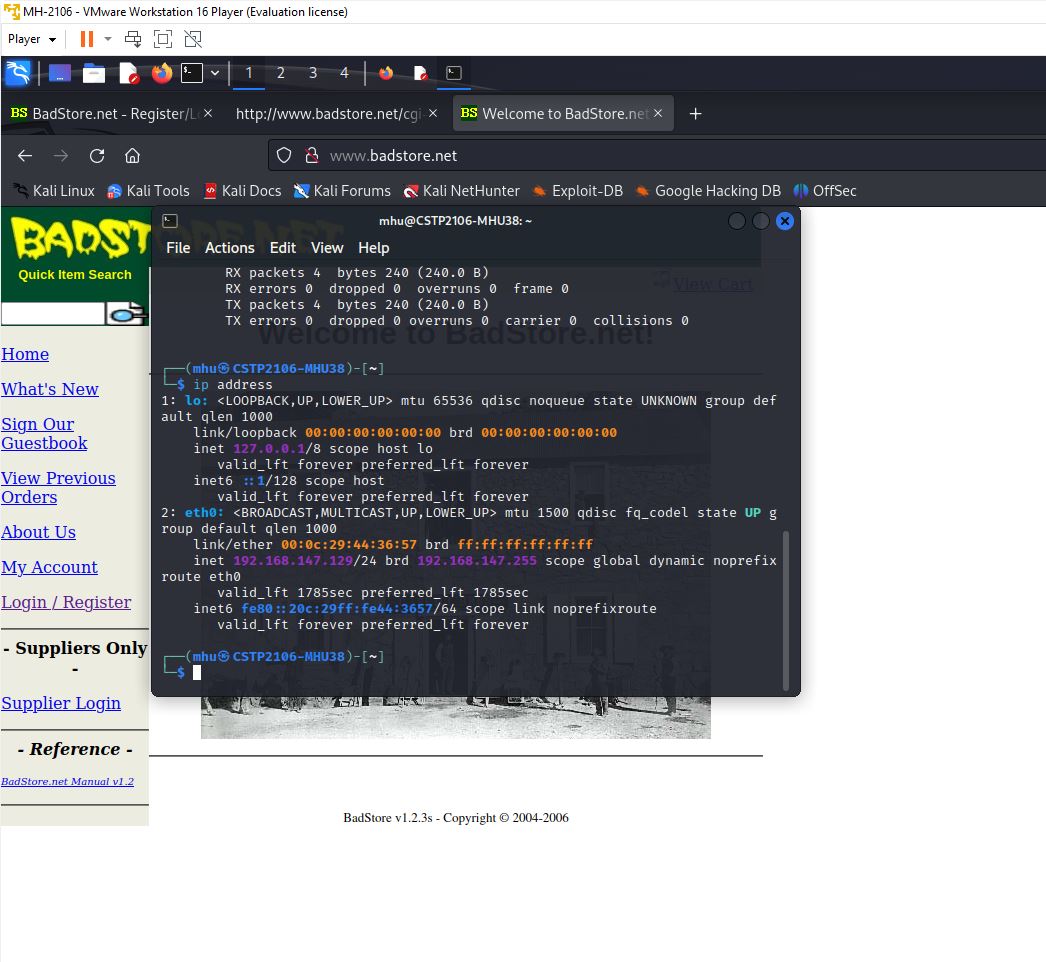 MH-2106 - VMware Workstation 16 Player (Evaluation license)
Player
1 2 3 4
BS BadStore.net - Register/L
http://www.badstore.net/cgi
BS Welcome to BadStore.net
www.badstore.net
Kali Linux Kali Tools Kali Docs Kali Forums Kali NetHunter Exploit-DB Google Hacking DB OffSec
mhu@CSTP2106-MHU38: ~
File Actions Edit View Help
RX packets 4  bytes 240 (240.0 B)
RX errors 0  dropped 0  overruns 0  frame 0
TX packets 4  bytes 240 (240.0 B)
TX errors 0  dropped 0 overruns 0  carrier 0  collisions 0
┌──(mhu㉿CSTP2106-MHU38)-[~]
└─$ ip address
1: lo: <LOOPBACK,UP,LOWER_UP> mtu 65536 qdisc noqueue state UNKNOWN group def
ault qlen 1000
link/loopback 00:00:00:00:00:00 brd 00:00:00:00:00:00
inet 127.0.0.1/8 scope host lo
valid_lft forever preferred_lft forever
inet6 ::1/128 scope host
valid_lft forever preferred_lft forever
2: eth0: <BROADCAST,MULTICAST,UP,LOWER_UP> mtu 1500 qdisc fq_codel state UP g
roup default qlen 1000
link/ether 00:0c:29:44:36:57 brd ff:ff:ff:ff:ff:ff
inet 192.168.147.129/24 brd 192.168.147.255 scope global dynamic noprefix
route eth0
valid_lft 1785sec preferred_lft 1785sec
inet6 fe80::20c:29ff:fe44:3657/64 scope link noprefixroute
valid_lft forever preferred_lft forever
┌──(mhu㉿CSTP2106-MHU38)-[~]
└─$
BADSTORE.NET
Quick Item Search
View Cart
Welcome to BadStore.net!
Home
What's New
Sign Our
Guestbook
View Previous
Orders
About Us
My Account
Login / Register
- Suppliers Only
-
Supplier Login
- Reference -
BadStore.net Manual v1.2
BadStore v1.2.3s - Copyright © 2004-2006